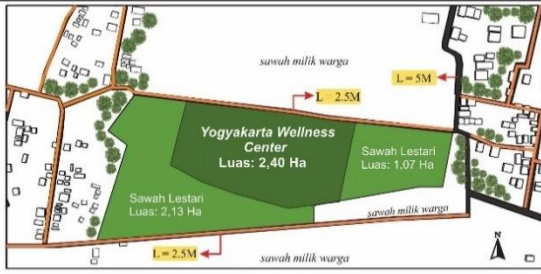 sawah milik warga
L = 5M
L = 2.5M
Yogyakarta Wellness
Center
Luas: 2,40 Ha
Sawah Lestari
Luas: 1,07 Ha
Sawah Lestari
Luas: 2,13 Ha
sawah milik warga
L = 2.5M
sawah milik warga
N